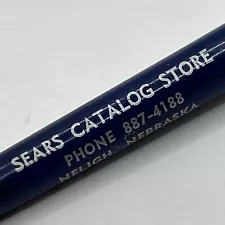 SEARS CATALOG STORE
PHONE 887-4188
NELIGH, NEBRASKA